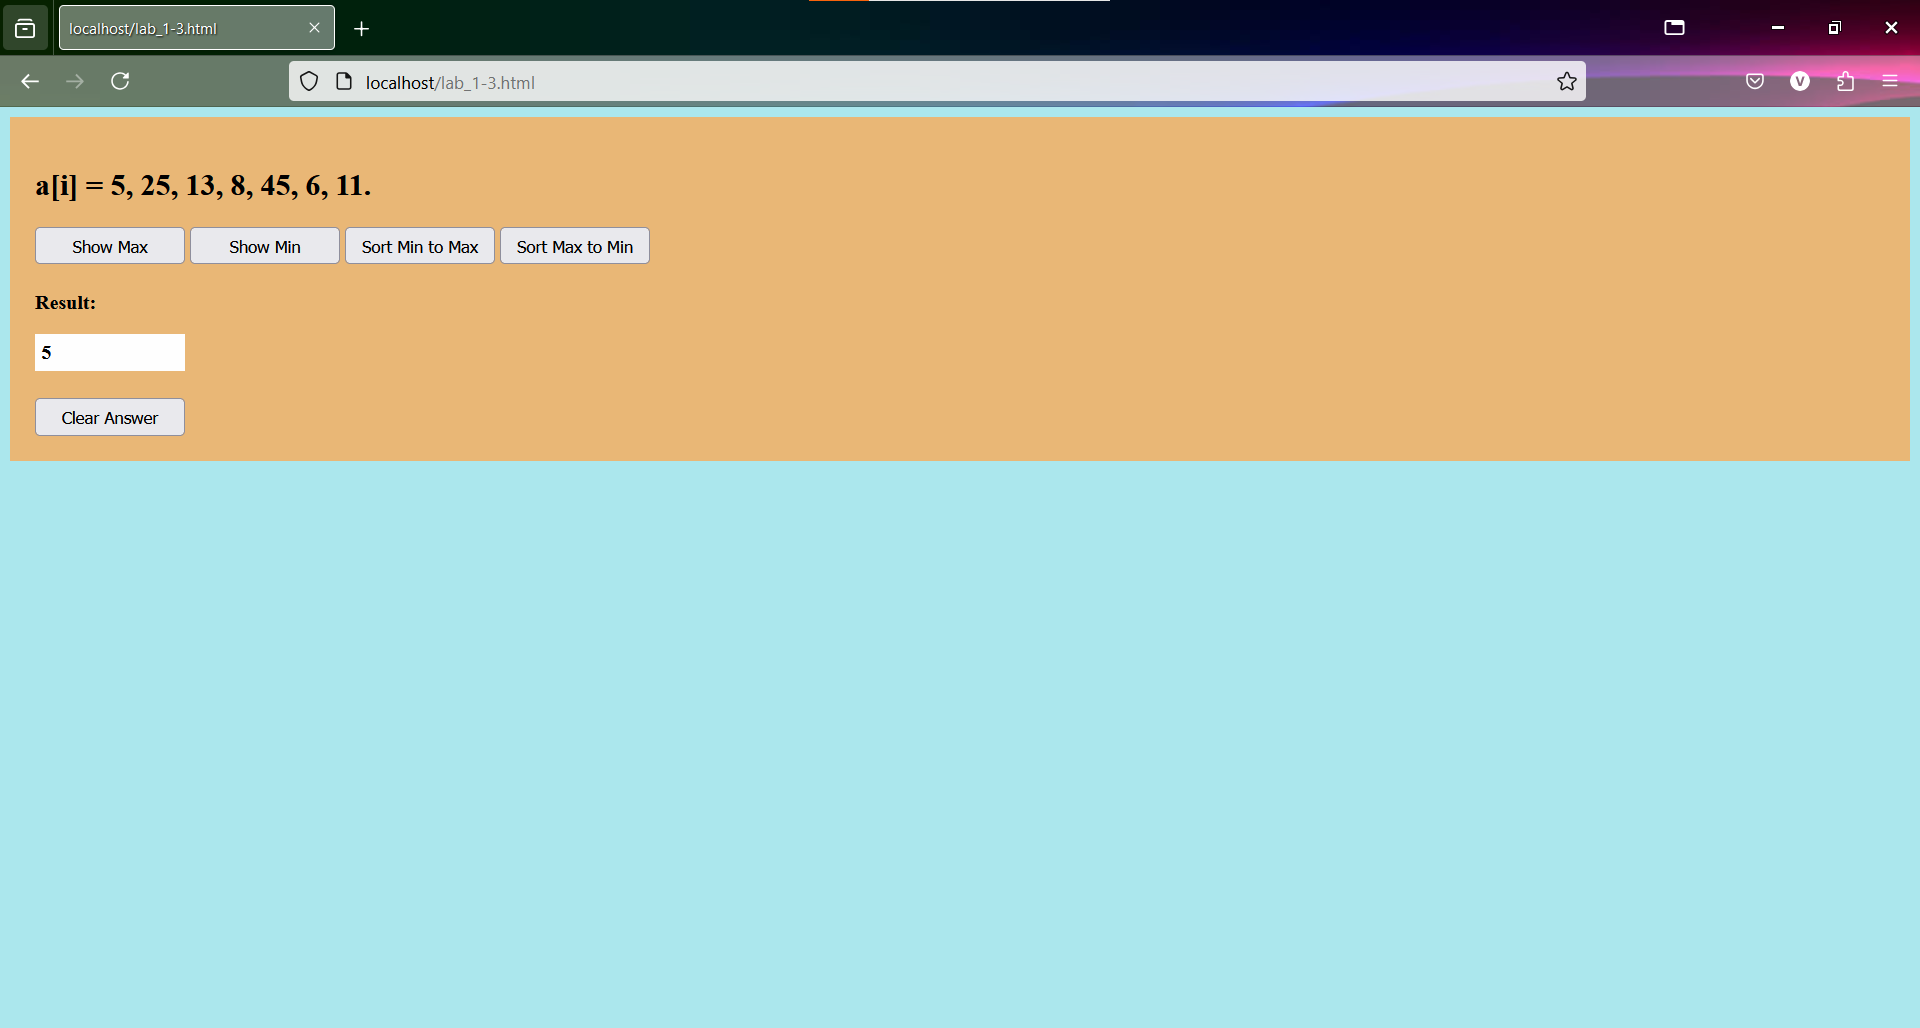 localhost/lab_1-3.html
localhost/lab_1-3.html
V
a[i] = 5, 25, 13, 8, 45, 6, 11.
Show Max Show Min Sort Min to Max Sort Max to Min
Result:
5
Clear Answer